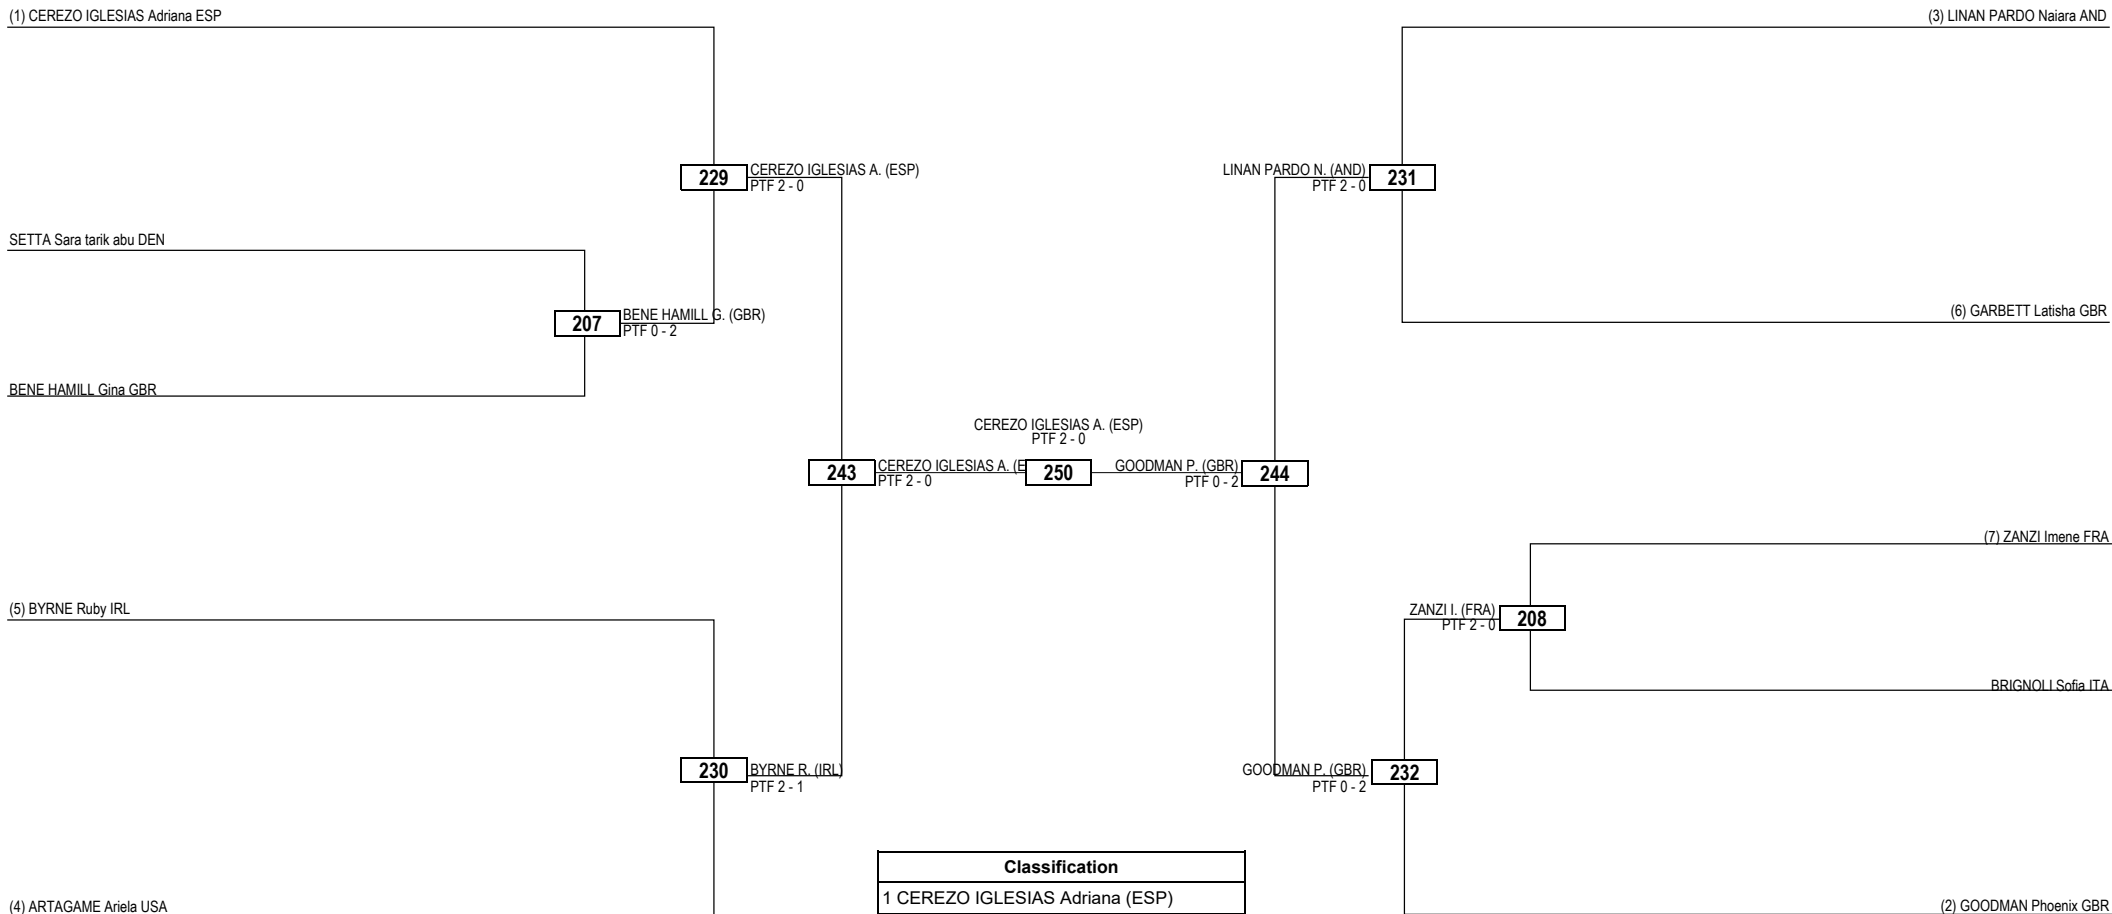 (1) CEREZO IGLESIAS Adriana ESP
(3) LINAN PARDO Naiara AND
229
CEREZO IGLESIAS A. (ESP)
PTF 2 - 0
LINAN PARDO N. (AND)
PTF 2 - 0
231
SETTA Sara tarik abu DEN
207
BENE HAMILL G. (GBR)
PTF 0 - 2
(6) GARBETT Latisha GBR
BENE HAMILL Gina GBR
CEREZO IGLESIAS A. (ESP)
PTF 2 - 0
243
CEREZO IGLESIAS A. (E
PTF 2 - 0
250
GOODMAN P. (GBR)
PTF 0 - 2
244
(7) ZANZI Imene FRA
(5) BYRNE Ruby IRL
ZANZI I. (FRA)
PTF 2 - 0
208
BRIGNOLI Sofia ITA
230
BYRNE R. (IRL)
PTF 2 - 1
GOODMAN P. (GBR)
PTF 0 - 2
232
Classification
1 CEREZO IGLESIAS Adriana (ESP)
(4) ARTAGAME Ariela USA
(2) GOODMAN Phoenix GBR